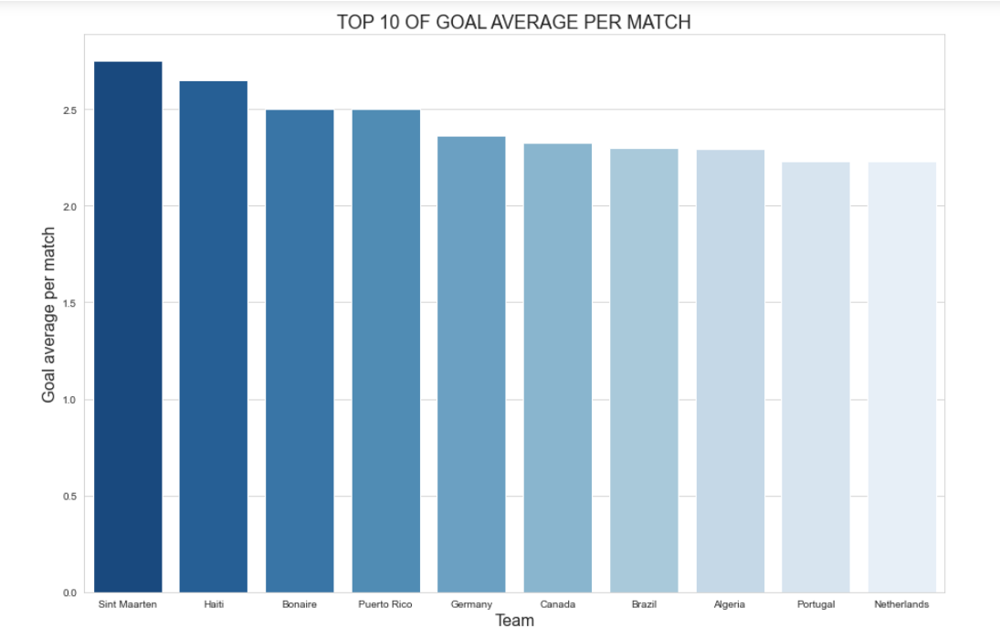 TOP 10 OF GOAL AVERAGE PER MATCH
Goal average per match
2.5
2.0
1.5
1.0
0.5
0.0
Sint Maarten Haiti Bonaire Puerto Rico Germany Canada Brazil Algeria Portugal Netherlands
Team